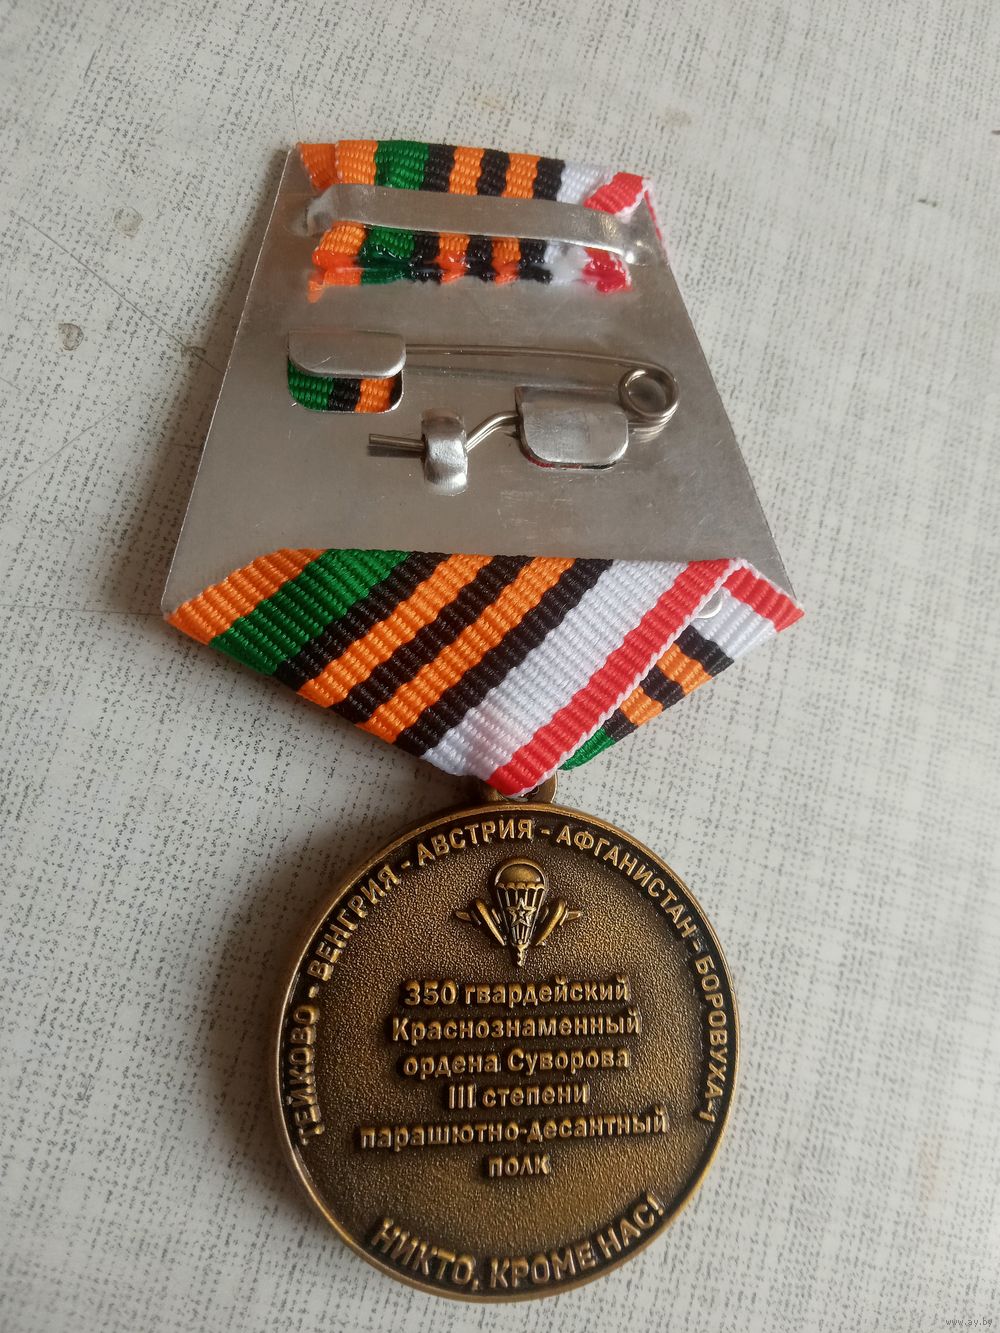 ТЕЙКОВО - ВЕНГРИЯ - АВСТРИЯ - АФГАНИСТАН - БОРОВУХА-1
350 гвардейский
Краснознаменный
ордена Суворова
III степени
парашютно-десантный
полк
НИКТО, КРОМЕ НАС!
www.ay.by